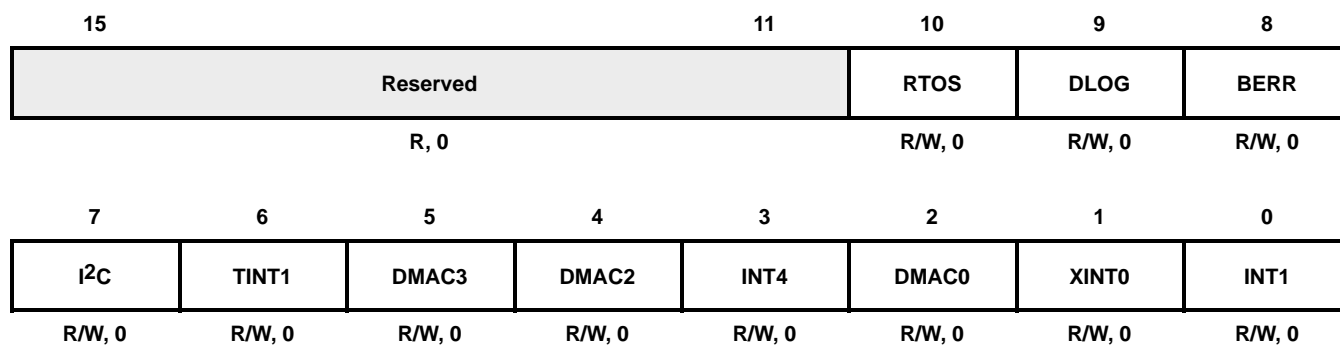 15 11 10 9 8
Reserved RTOS DLOG BERR
R, 0 R/W, 0 R/W, 0 R/W, 0
7 6 5 4 3 2 1 0
I²C TINT1 DMAC3 DMAC2 INT4 DMAC0 XINT0 INT1
R/W, 0 R/W, 0 R/W, 0 R/W, 0 R/W, 0 R/W, 0 R/W, 0 R/W, 0